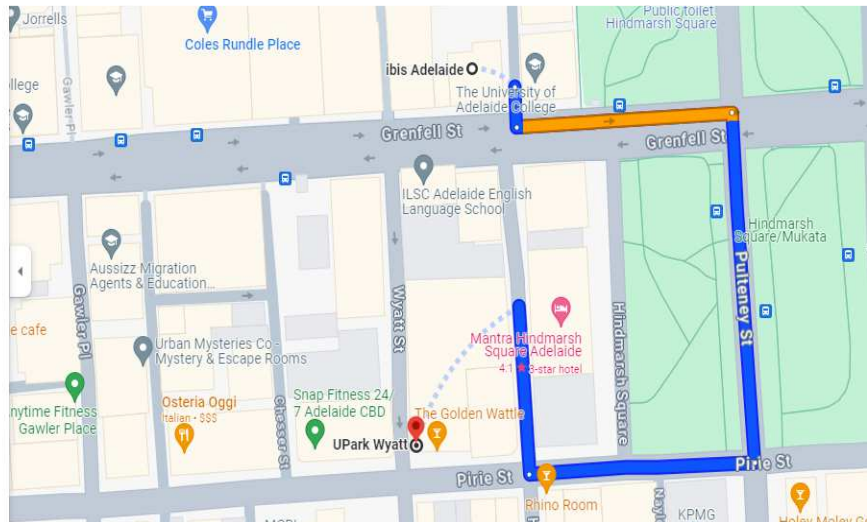 Jorrells
Coles Rundle Place
Public toilet
Hindmarsh Square
ibis Adelaide
llege
Gawler Pl
The University of
Adelaide College
Grenfell St
Grenfell St
ILSC Adelaide English
Language School
Hindmarsh
Square/Mukata
Aussizz Migration
Agents & Education...
Wyatt St
Pulteney St
Hindmarsh Square
Gawler Pl
e cafe
Urban Mysteries Co -
Mystery & Escape Rooms
Mantra Hindmarsh
Square Adelaide
4.1 ★ 3-star hotel
nytime Fitness
Gawler Place
Osteria Oggi
Italian • $$$
Chesser St
Snap Fitness 24/
7 Adelaide CBD
The Golden Wattle
UPark Wyatt
Pirie St
Pirie St
Rhino Room
KPMG